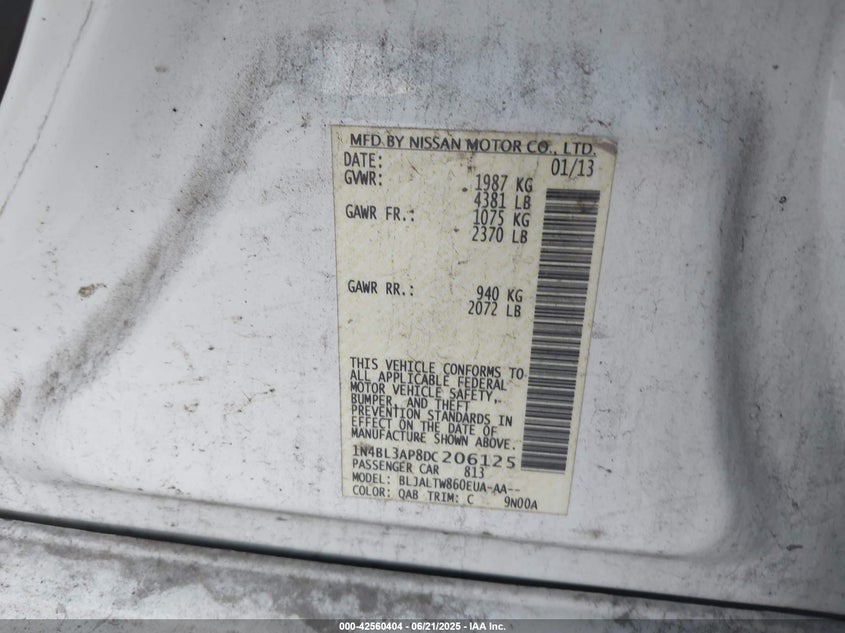 MFD.BY NISSAN MOTOR CO., LTD.
DATE: 01/13
GVWR: 1987 KG
4381 LB
GAWR FR.: 1075 KG
2370 LB
GAWR RR.: 940 KG
2072 LB
THIS VEHICLE CONFORMS TO
ALL APPLICABLE FEDERAL
MOTOR VEHICLE SAFETY,
BUMPER, AND THEFT
PREVENTION STANDARDS IN
EFFECT ON THE DATE OF
MANUFACTURE SHOWN ABOVE.
1N4BL3AP8DC206125
PASSENGER CAR 813
MODEL: BLJALTW860EUA-AA--
COLOR: QAB TRIM: C 9N00A
000-42560404 - 06/21/2025 - IAA Inc.